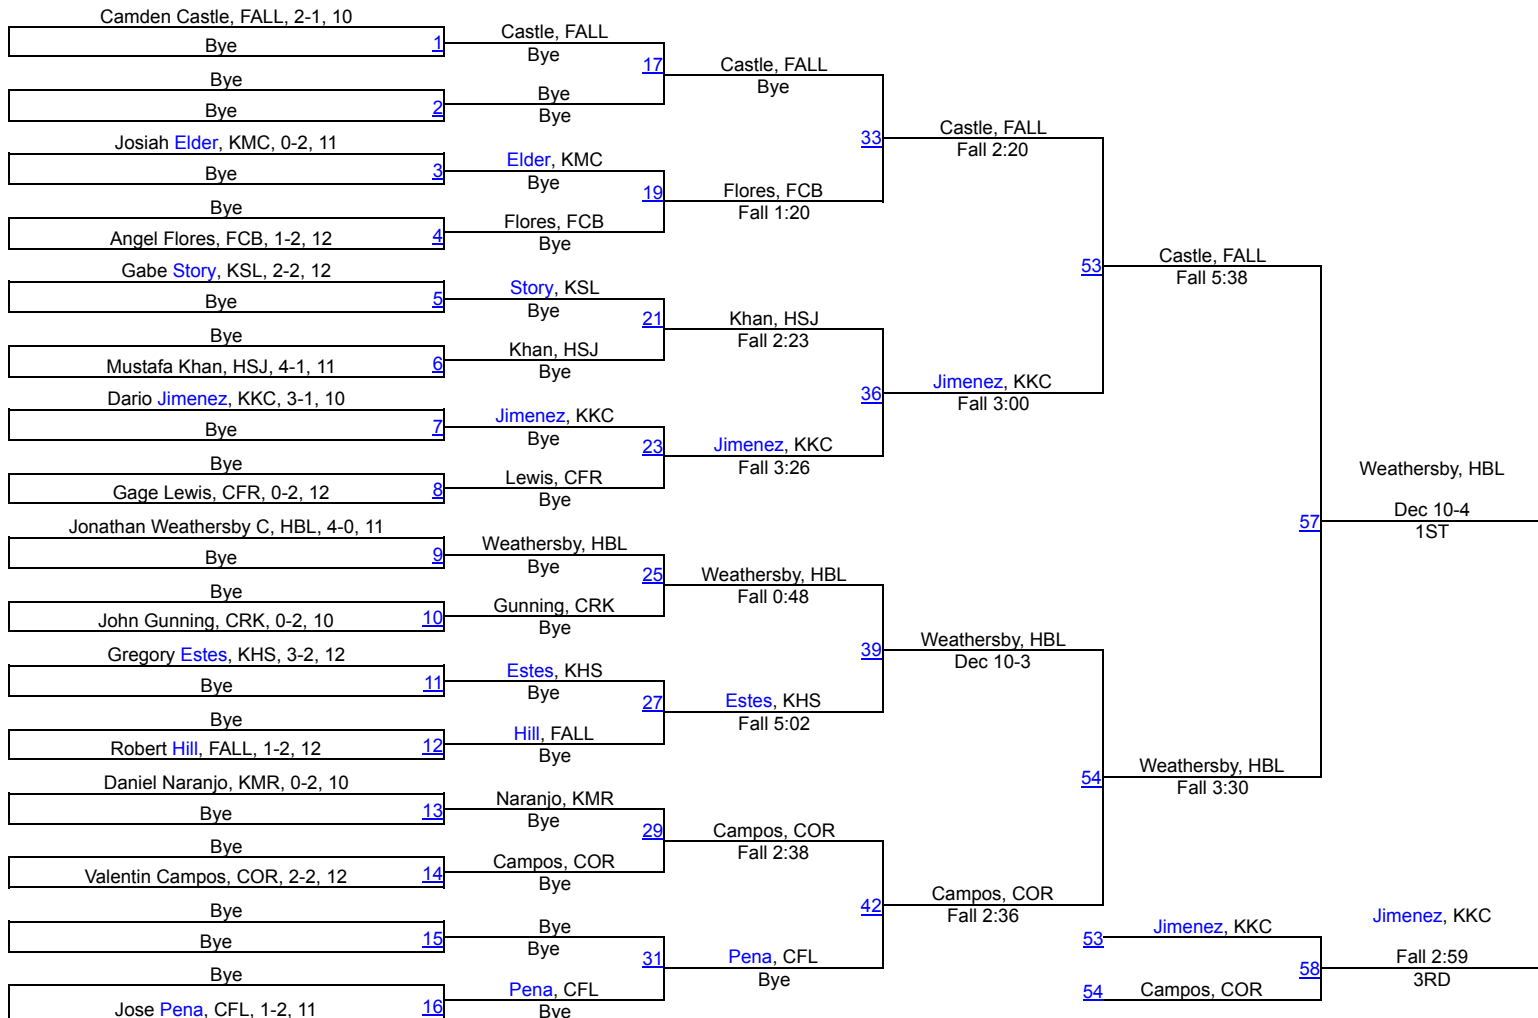 Camden Castle, FALL, 2-1, 10
Bye
1
Bye
Bye
2
Josiah Elder, KMC, 0-2, 11
Bye
3
Bye
Angel Flores, FCB, 1-2, 12
4
Gabe Story, KSL, 2-2, 12
Bye
5
Bye
Mustafa Khan, HSJ, 4-1, 11
6
Dario Jimenez, KKC, 3-1, 10
Bye
7
Bye
Gage Lewis, CFR, 0-2, 12
8
Jonathan Weathersby C, HBL, 4-0, 11
Bye
9
Bye
John Gunning, CRK, 0-2, 10
10
Gregory Estes, KHS, 3-2, 12
Bye
11
Bye
Robert Hill, FALL, 1-2, 12
12
Daniel Naranjo, KMR, 0-2, 10
Bye
13
Bye
Valentin Campos, COR, 2-2, 12
14
Bye
Bye
15
Bye
Jose Pena, CFL, 1-2, 11
16
Castle, FALL
Bye
17
Bye
Bye
Elder, KMC
Bye
19
Flores, FCB
Bye
Story, KSL
Bye
21
Khan, HSJ
Bye
Jimenez, KKC
Bye
23
Lewis, CFR
Bye
Weathersby, HBL
Bye
25
Gunning, CRK
Bye
Estes, KHS
Bye
27
Hill, FALL
Bye
Naranjo, KMR
Bye
29
Campos, COR
Bye
Bye
Bye
31
Pena, CFL
Bye
Castle, FALL
Bye
33
Flores, FCB
Fall 1:20
Khan, HSJ
Fall 2:23
36
Jimenez, KKC
Fall 3:26
Weathersby, HBL
Fall 0:48
39
Estes, KHS
Fall 5:02
Campos, COR
Fall 2:38
42
Pena, CFL
Bye
Castle, FALL
Fall 2:20
53
Jimenez, KKC
Fall 3:00
Weathersby, HBL
Dec 10-3
54
Campos, COR
Fall 2:36
Castle, FALL
Fall 5:38
57
Weathersby, HBL
Fall 3:30
Weathersby, HBL
Dec 10-4
1ST
53
Jimenez, KKC
58
54
Campos, COR
Jimenez, KKC
Fall 2:59
3RD